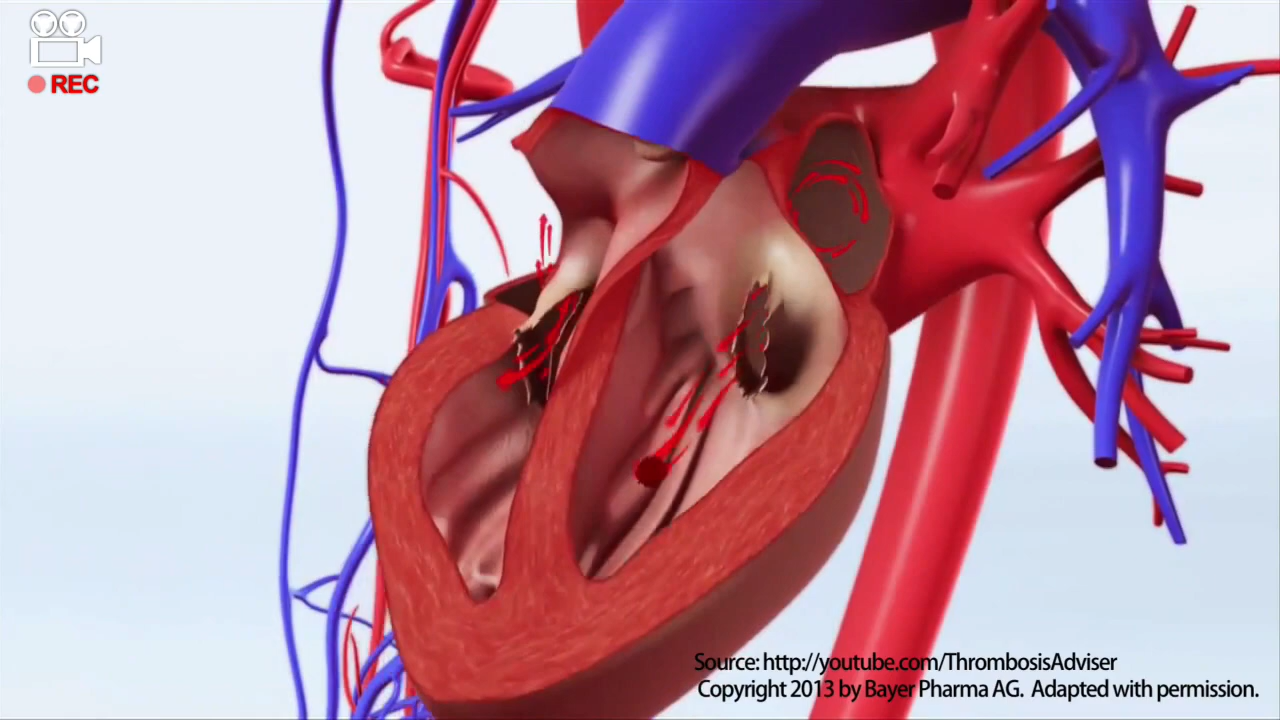 REC
Source: http://youtube.com/ThrombosisAdviser
Copyright 2013 by Bayer Pharma AG.  Adapted with permission.